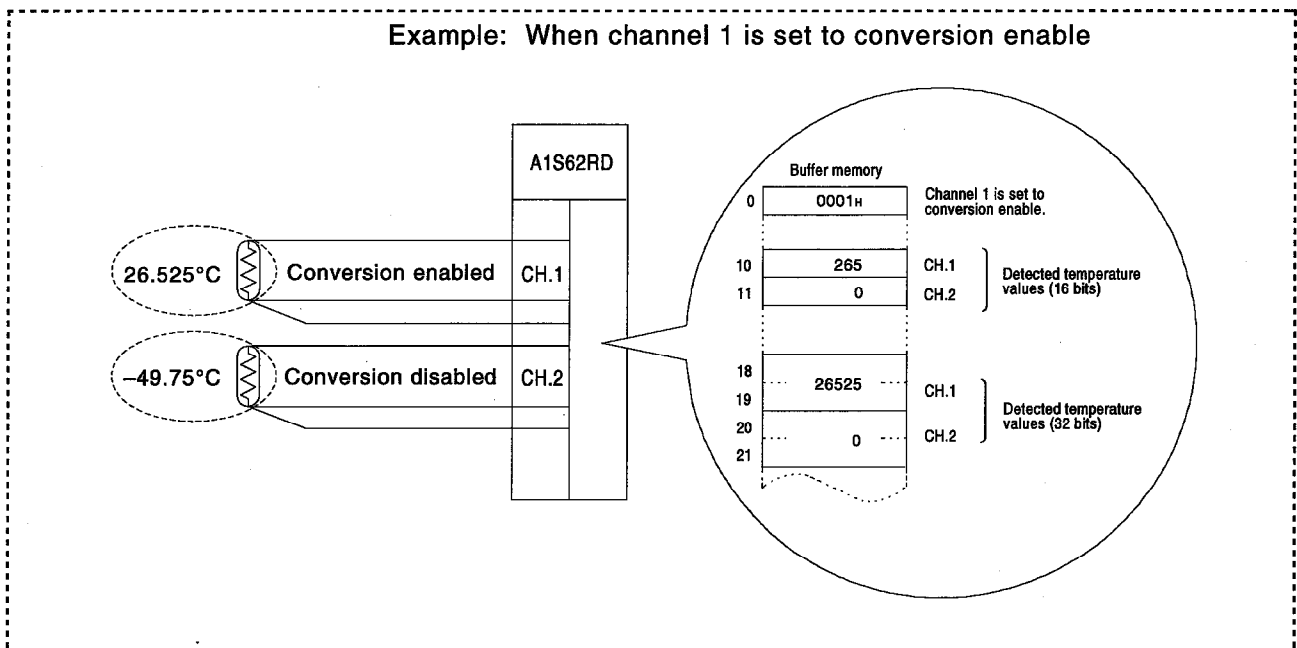 Example: When channel 1 is set to conversion enable
A1S62RD
26.525°C
Conversion enabled
CH.1
–49.75°C
Conversion disabled
CH.2
Buffer memory
0
0001H
Channel 1 is set to
conversion enable.
10
265
CH.1
11
0
CH.2
Detected temperature
values (16 bits)
18
19
26525
CH.1
20
21
0
CH.2
Detected temperature
values (32 bits)